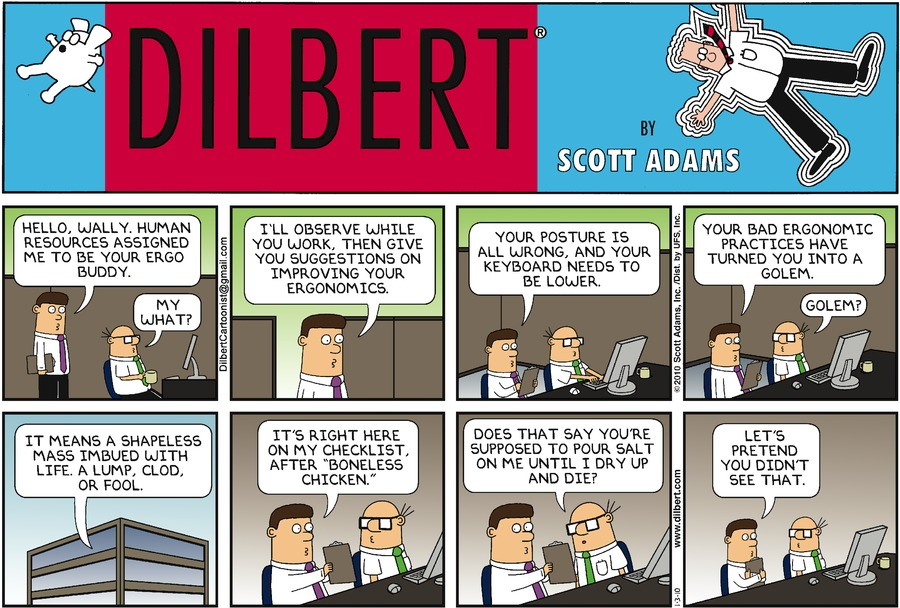 DILBERT®
BY
SCOTT ADAMS
HELLO, WALLY. HUMAN
RESOURCES ASSIGNED
ME TO BE YOUR ERGO
BUDDY.
MY
WHAT?
DilbertCartoonist@gmail.com
I'LL OBSERVE WHILE
YOU WORK, THEN GIVE
YOU SUGGESTIONS ON
IMPROVING YOUR
ERGONOMICS.
YOUR POSTURE IS
ALL WRONG, AND YOUR
KEYBOARD NEEDS TO
BE LOWER.
©2010 Scott Adams, Inc./Dist. by UFS, Inc.
YOUR BAD ERGONOMIC
PRACTICES HAVE
TURNED YOU INTO A
GOLEM.
GOLEM?
IT MEANS A SHAPELESS
MASS IMBUED WITH
LIFE. A LUMP, CLOD,
OR FOOL.
IT'S RIGHT HERE
ON MY CHECKLIST,
AFTER "BONELESS
CHICKEN."
DOES THAT SAY YOU'RE
SUPPOSED TO POUR SALT
ON ME UNTIL I DRY UP
AND DIE?
www.dilbert.com
1-3-10
LET'S
PRETEND
YOU DIDN'T
SEE THAT.